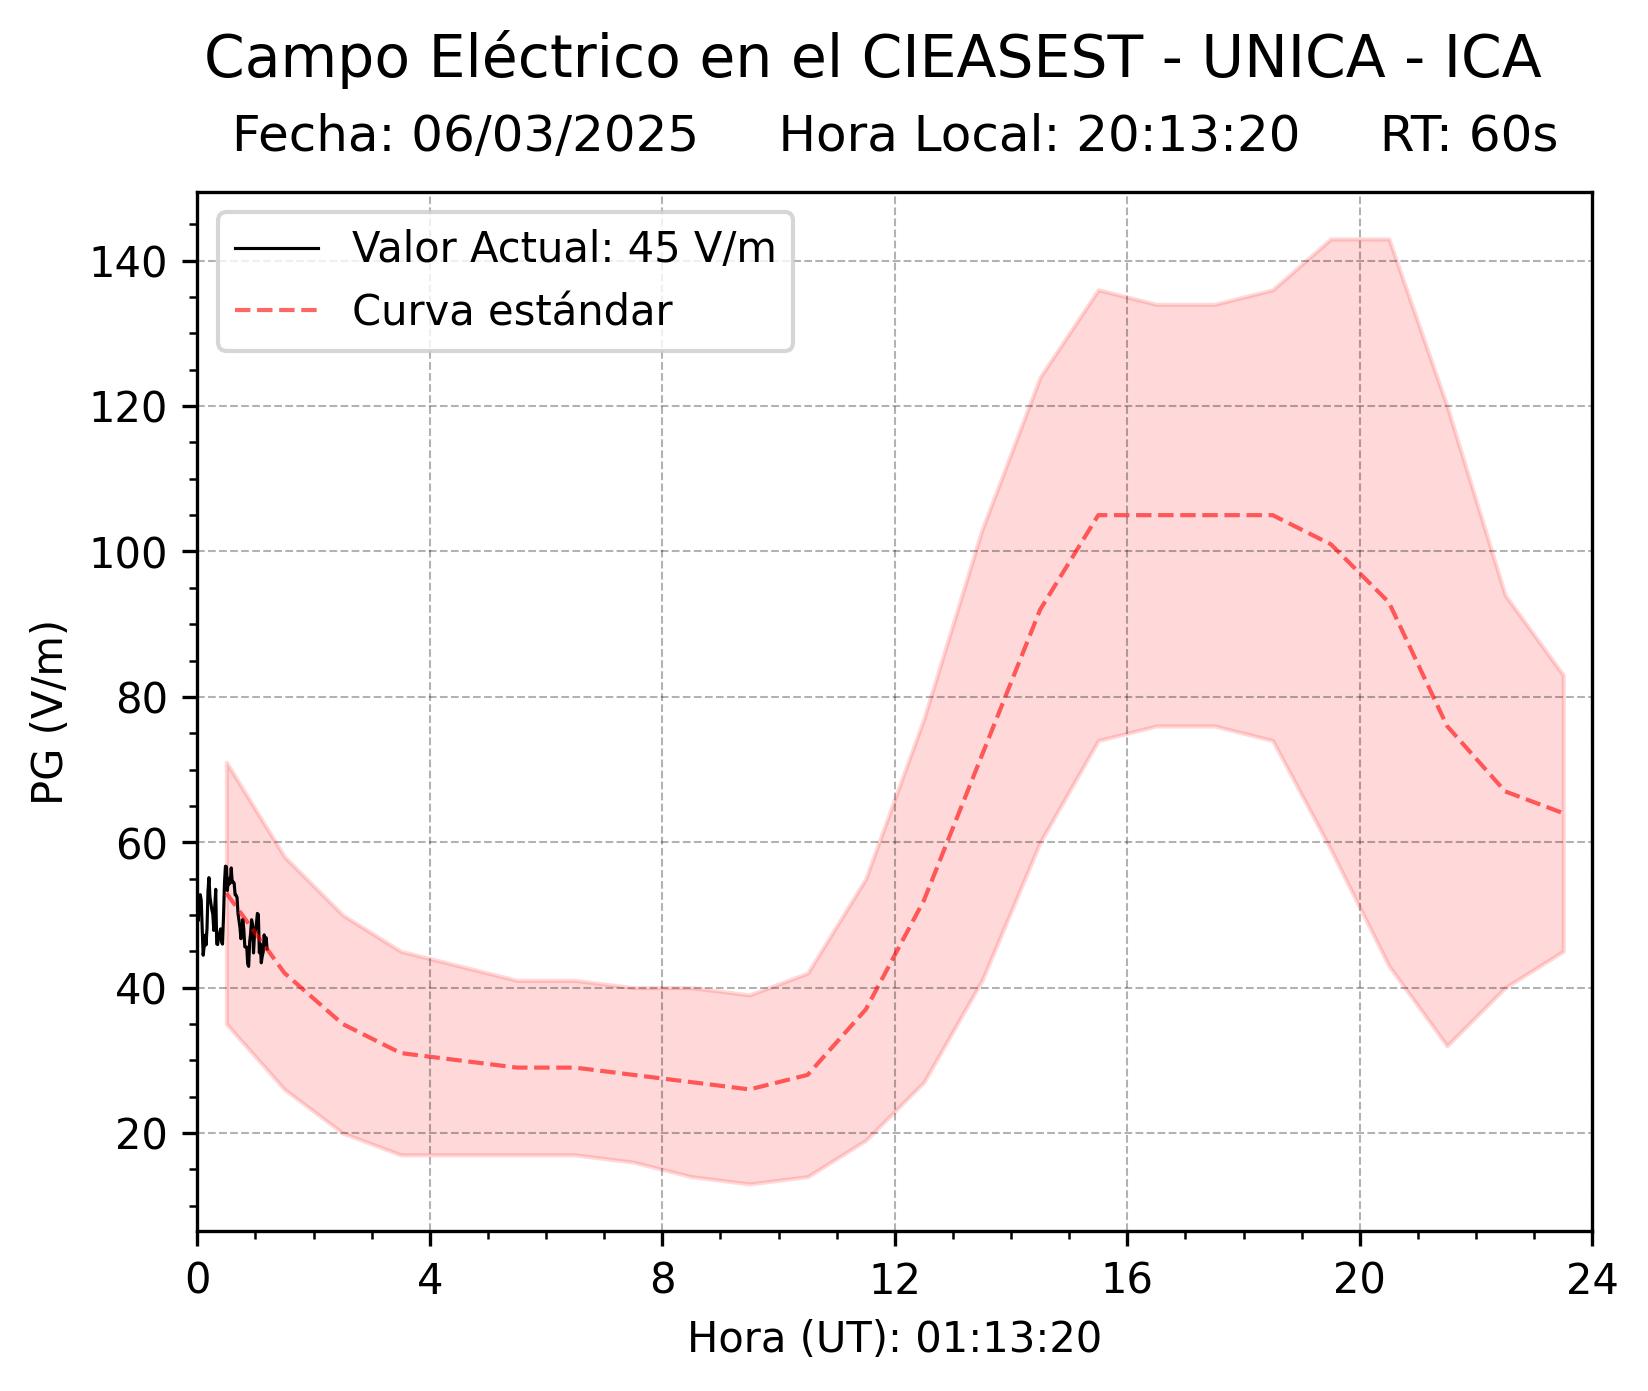 Campo Eléctrico en el CIEASEST - UNICA - ICA
Fecha: 06/03/2025 Hora Local: 20:13:20 RT: 60s
Valor Actual: 45 V/m
Curva estándar
PG (V/m)
140
120
100
80
60
40
20
0 4 8 12 16 20 24
Hora (UT): 01:13:20